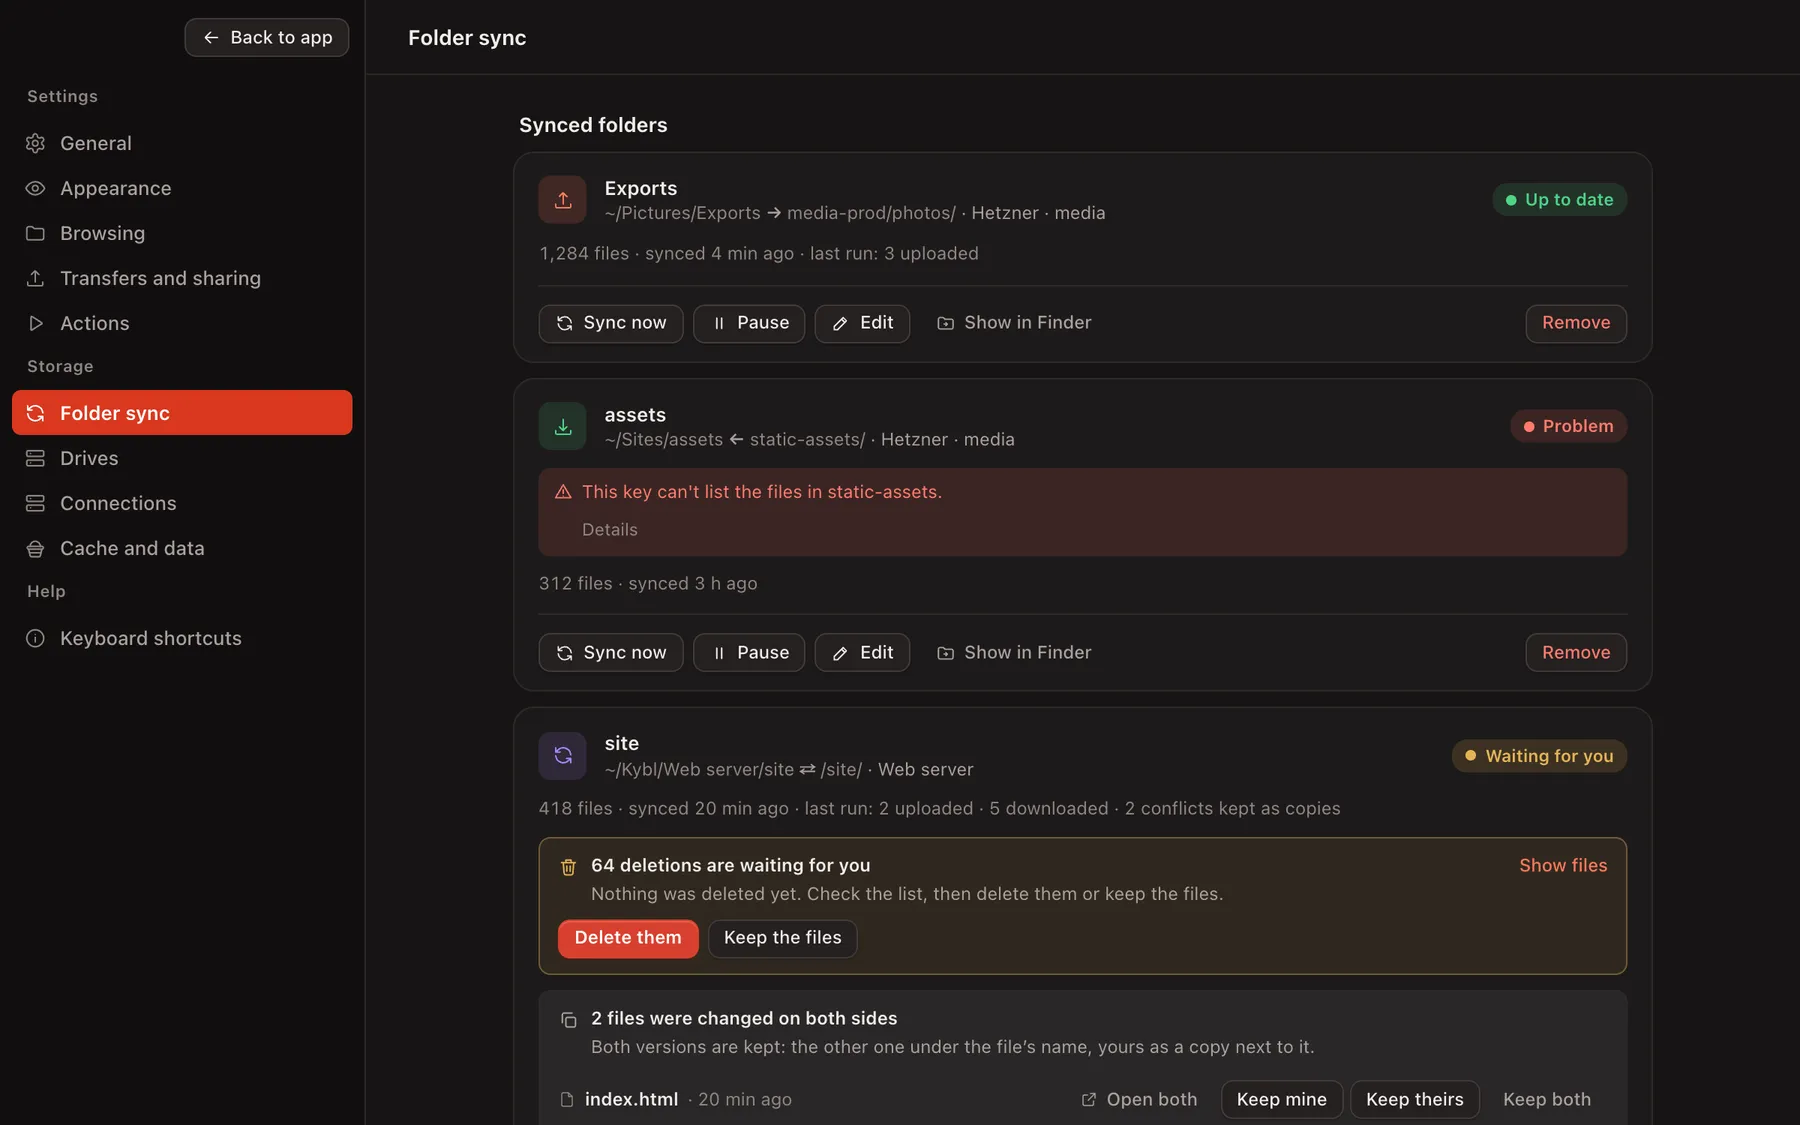 Back to app
Settings
General
Appearance
Browsing
Transfers and sharing
Actions
Storage
Folder sync
Drives
Connections
Cache and data
Help
Keyboard shortcuts
Folder sync
Synced folders
Exports
~/Pictures/Exports → media-prod/photos/ · Hetzner · media
Up to date
1,284 files · synced 4 min ago · last run: 3 uploaded
Sync now Pause Edit Show in Finder Remove
assets
~/Sites/assets ← static-assets/ · Hetzner · media
Problem
This key can't list the files in static-assets.
Details
312 files · synced 3 h ago
Sync now Pause Edit Show in Finder Remove
site
~/Kybl/Web server/site ⇄ /site/ · Web server
Waiting for you
418 files · synced 20 min ago · last run: 2 uploaded · 5 downloaded · 2 conflicts kept as copies
64 deletions are waiting for you Show files
Nothing was deleted yet. Check the list, then delete them or keep the files.
Delete them Keep the files
2 files were changed on both sides
Both versions are kept: the other one under the file’s name, yours as a copy next to it.
index.html · 20 min ago Open both Keep mine Keep theirs Keep both